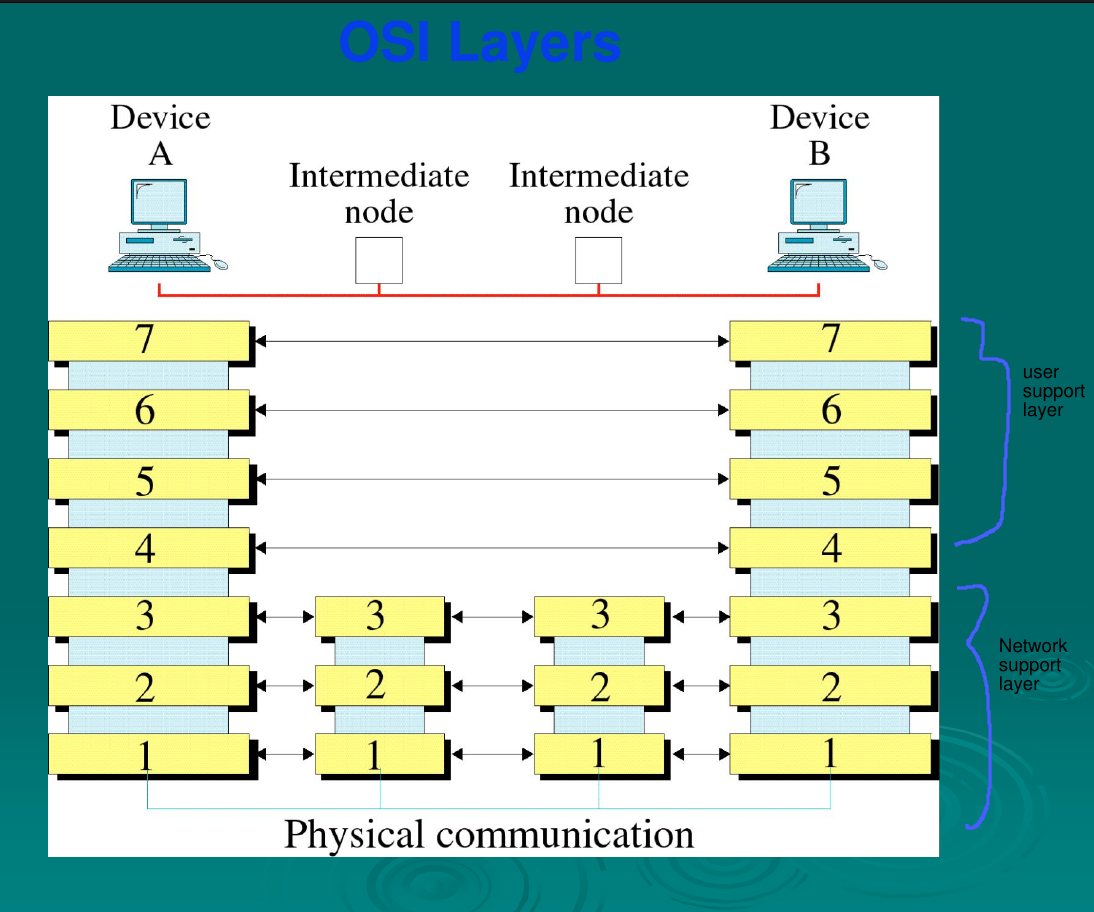 OSI Layers
Device
A
Device
B
Intermediate
node
Intermediate
node
7
7
6
6
5
5
4
4
3
3
3
3
2
2
2
2
1
1
1
1
Physical communication
user
support
layer
Network
support
layer